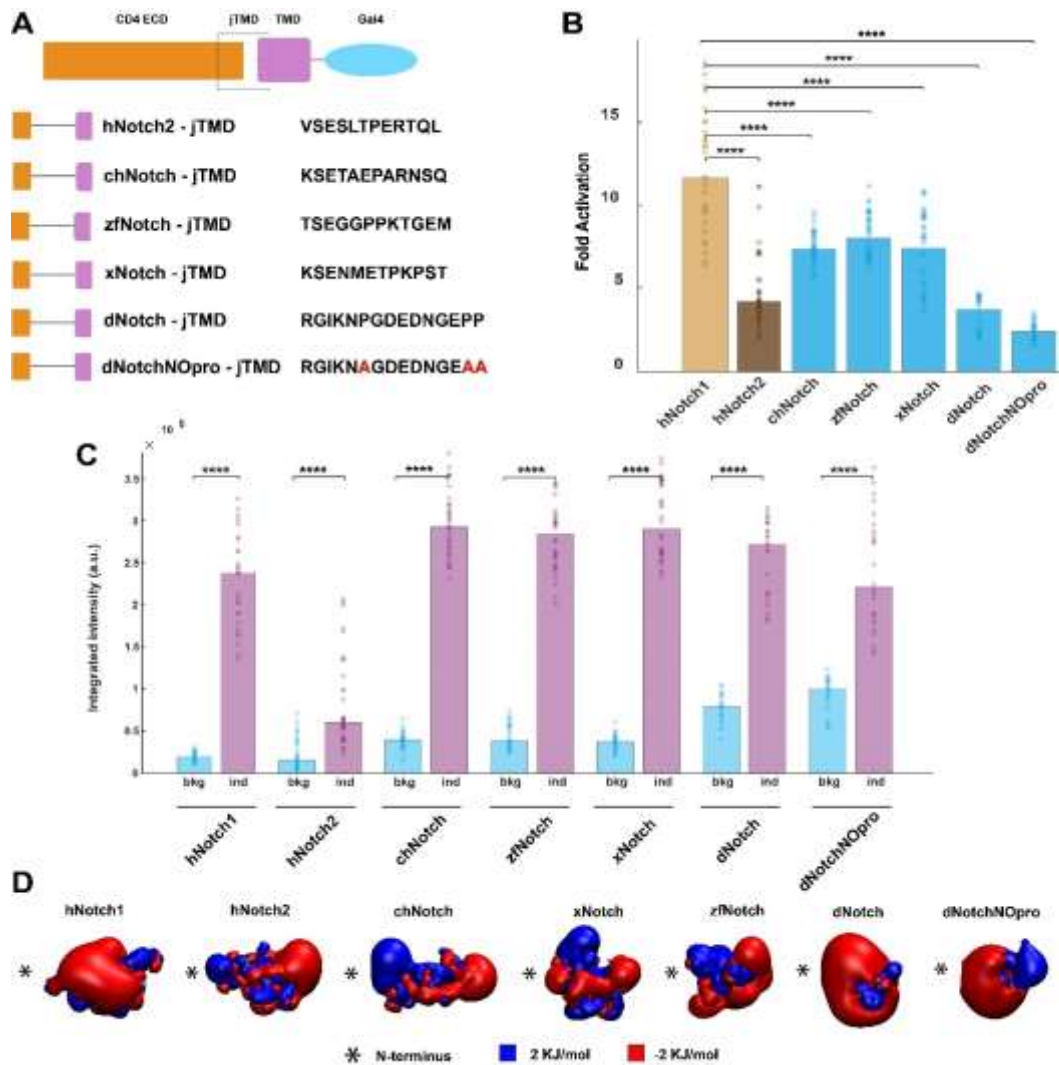 A
CD4 ECD jTMD TMD Gal4
hNotch2 - jTMD VSESLTPERTQL
chNotch - jTMD KSETAEPARNSQ
zfNotch - jTMD TSEGGPPKTGEM
xNotch - jTMD KSENMETPKPST
dNotch - jTMD RGIKNPGDEDNGEPP
dNotchNOpro - jTMD RGIKNAGDEDNGEAA
B
Fold Activation
15
10
5
0
****
****
****
****
****
****
hNotch1 hNotch2 chNotch zfNotch xNotch dNotch dNotchNOpro
C
Integrated intensity (a.u.)
× 10
3.5
3
2.5
2
1.5
1
0.5
0
**** **** **** **** **** **** ****
bkg ind bkg ind bkg ind bkg ind bkg ind bkg ind bkg ind
hNotch1 hNotch2 chNotch zfNotch xNotch dNotch dNotchNOpro
D
hNotch1 hNotch2 chNotch xNotch zfNotch dNotch dNotchNOpro
* * * * * * *
* N-terminus 2 KJ/mol -2 KJ/mol